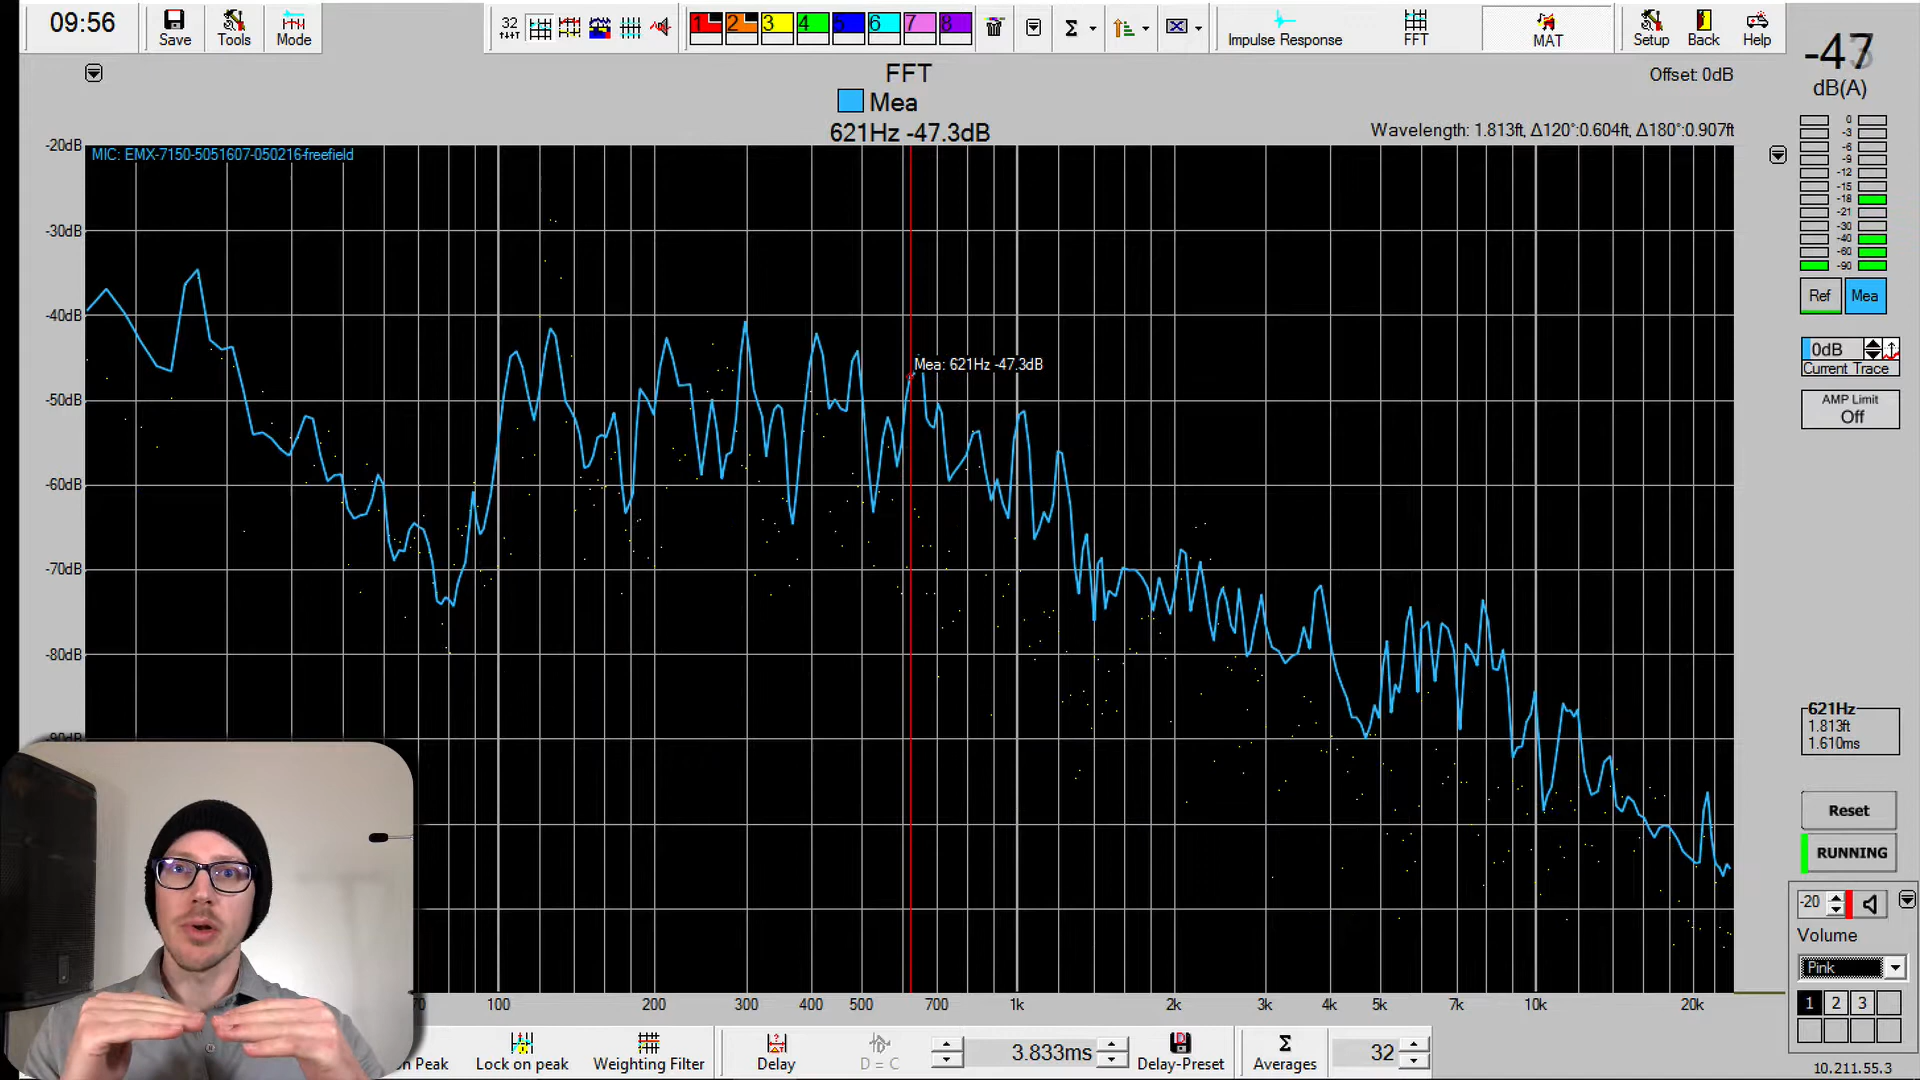 09:56
Save
Tools
Mode
32
1 2 3 4 5 6 7 8
Σ
Impulse Response
FFT
MAT
Setup
Back
Help
dB(A)
FFT
Mea
621Hz -47.3dB
Offset: 0dB
Wavelength: 1.813ft, Δ120°:0.604ft, Δ180°:0.907ft
MIC: EMX-7150-5051607-050216-freefield
Mea: 621Hz -47.3dB
-20dB
-30dB
-40dB
-50dB
-60dB
-70dB
-80dB
-90dB
70 100 200 300 400 500 700 1k 2k 3k 4k 5k 7k 10k 20k
0
-3
-6
-9
-12
-15
-18
-21
-30
-40
-60
-90
Ref
Mea
0dB
Current Trace
AMP Limit
Off
621Hz
1.813ft
1.610ms
Reset
RUNNING
-20
Volume
Pink
1 2 3
10.211.55.3
n Peak
Lock on peak
Weighting Filter
Delay
D = C
3.833ms
Delay-Preset
Σ
Averages
32